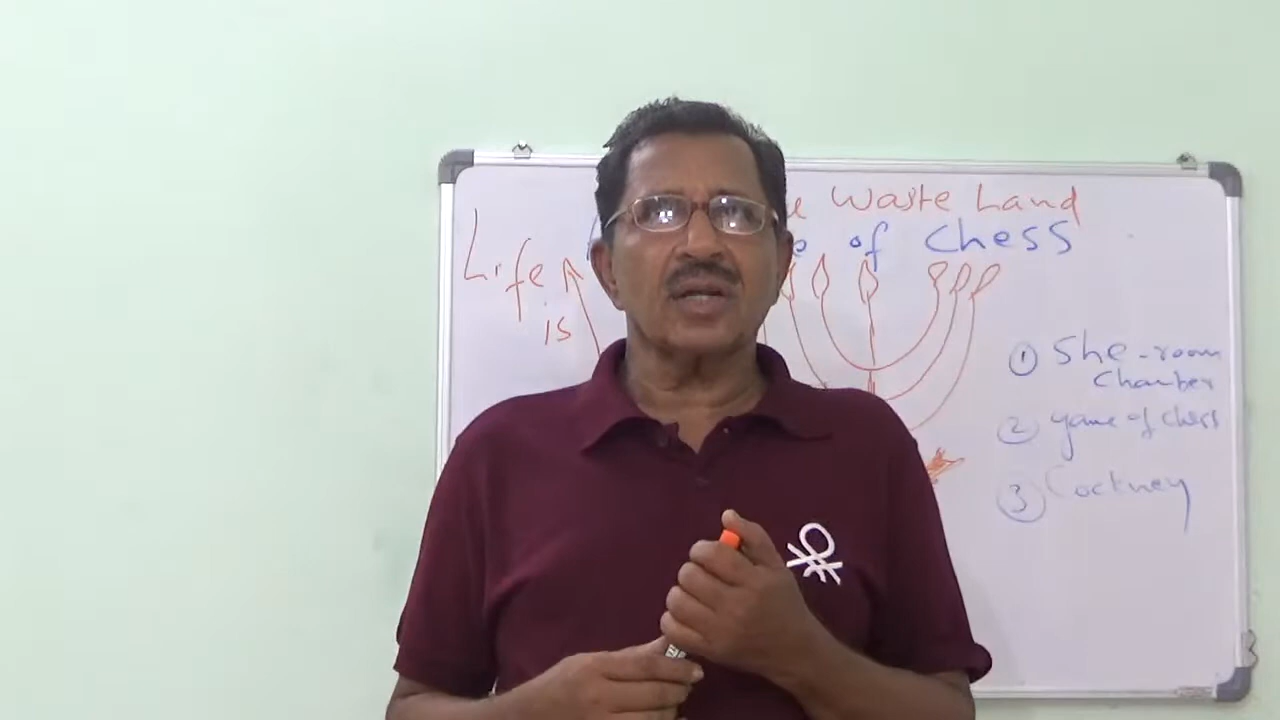 Waste Land
of Chess
Life
is
① She-room
Chamber
② game of chess
③ Cockney